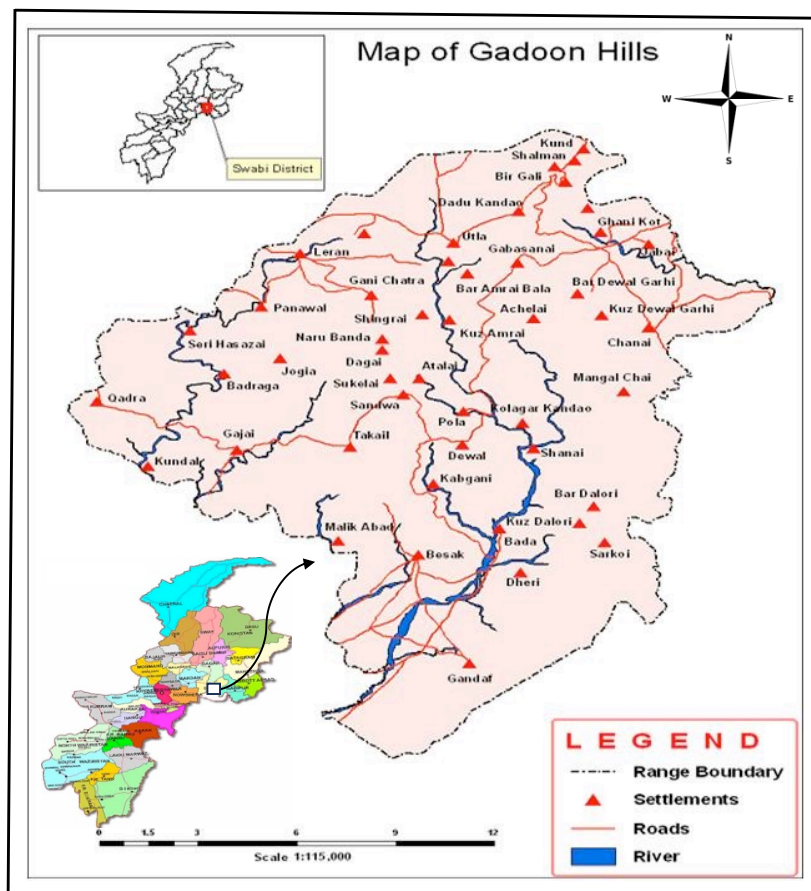 Map of Gadoon Hills
N
W
E
S
Swabi District
Kund
Shalman
Bir Gali
Dadu Kandao
Ghani Kot
Utla
Jabai
Leran
Gabasanai
Gani Chatra
Bar Amrai Bala
Bar Dewal Garhi
Panawal
Shingrai
Achelai
Kuz Dewal Garhi
Seri Hasazai
Naru Banda
Kuz Amrai
Chanai
Dagai
Jogia
Atalai
Badraga
Sukelai
Mangal Chai
Qadra
Sandwa
Kolagar Kandao
Pola
Gajai
Takail
Dewal
Shanai
Kundal
Kabgani
Bar Dalori
Malik Abad
Kuz Dalori
Bada
Besak
Sarkoi
Dheri
Gandaf
CHITRAL
SWAT
KOHISTAN
LEGEND
Range Boundary
Settlements
Roads
River
0 1.5 3 6 9 12
Scale 1:115,000